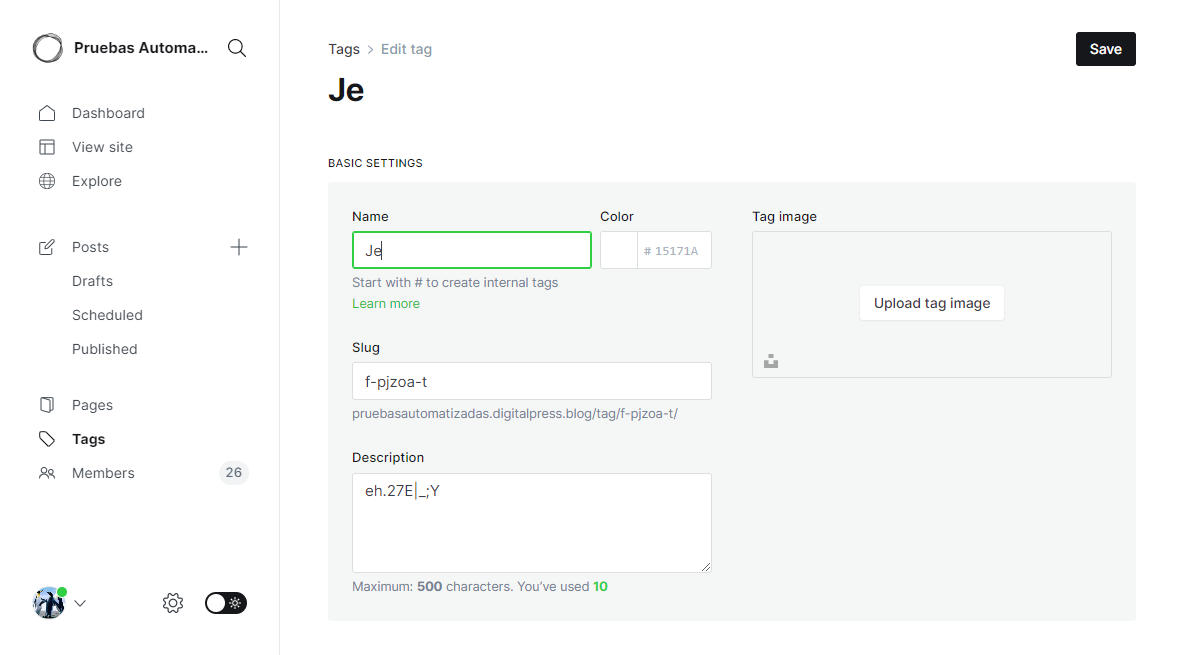 Pruebas Automa...
Dashboard
View site
Explore
Posts
Drafts
Scheduled
Published
Pages
Tags
Members 26
Tags > Edit tag
Save
Je
BASIC SETTINGS
Name
Je
Start with # to create internal tags
Learn more
Color
# 15171A
Slug
f-pjzoa-t
pruebasautomatizadas.digitalpress.blog/tag/f-pjzoa-t/
Description
eh.27E|_;Y
Maximum: 500 characters. You've used 10
Tag image
Upload tag image